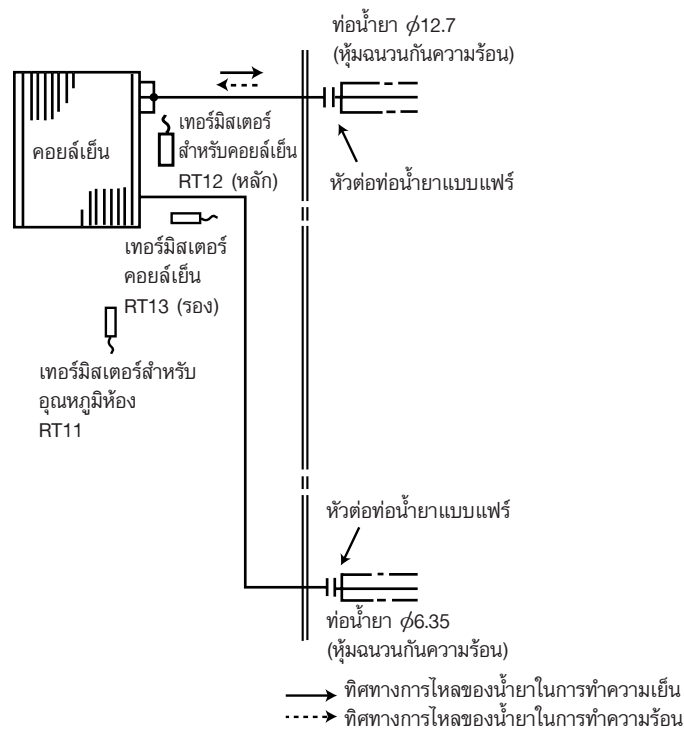 ท่อน้ำยา ϕ12.7
(หุ้มฉนวนกันความร้อน)
คอยล์เย็น
เทอร์มิสเตอร์
สำหรับคอยล์เย็น
RT12 (หลัก)
หัวต่อท่อน้ำยาแบบแฟร์
เทอร์มิสเตอร์
คอยล์เย็น
RT13 (รอง)
เทอร์มิสเตอร์สำหรับ
อุณหภูมิห้อง
RT11
หัวต่อท่อน้ำยาแบบแฟร์
ท่อน้ำยา ϕ6.35
(หุ้มฉนวนกันความร้อน)
ทิศทางการไหลของน้ำยาในการทำความเย็น
ทิศทางการไหลของน้ำยาในการทำความร้อน